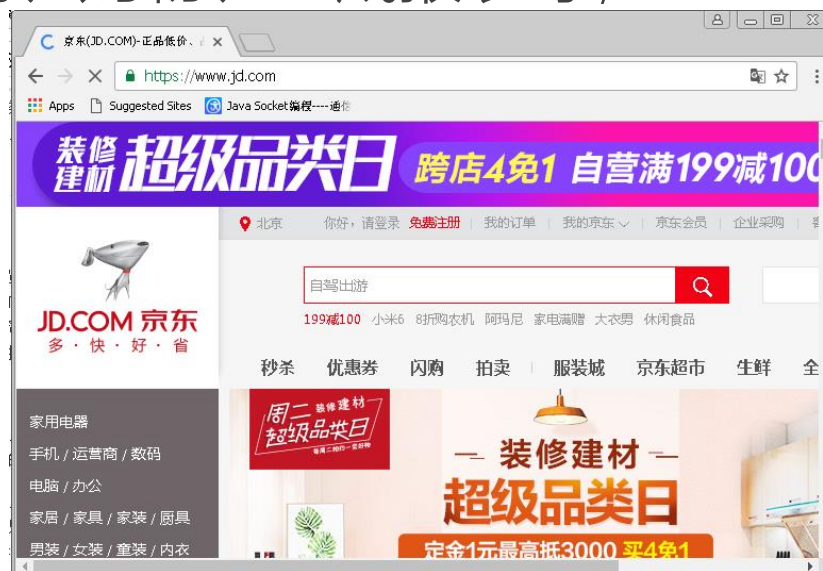 京东(JD.COM)-正品低价、
https://www.jd.com
Apps Suggested Sites Java Socket编程----通信
装修建材 超级品类日 跨店4免1 自营满199减100
北京 你好，请登录 免费注册 我的订单 我的京东 京东会员 企业采购
自驾出游
JD.COM 京东
多·快·好·省
199减100 小米6 8折购农机 阿玛尼 家电满赠 大衣男 休闲食品
秒杀 优惠券 闪购 拍卖 服装城 京东超市 生鲜 全
家用电器
手机 / 运营商 / 数码
电脑 / 办公
家居 / 家具 / 家装 / 厨具
男装 / 女装 / 童装 / 内衣
周二 装修建材
超级品类日
装修建材
超级品类日
定金1元最高抵3000 买4免1